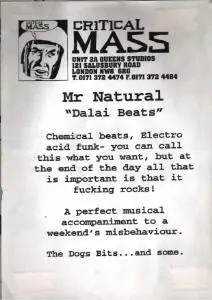 MASS
CRITICAL
MASS
UNIT 2A QUEENS STUDIOS
121 SALUSBURY ROAD
LONDON NW6 6RG
T.0171 372 4474 F.0171 372 4484
Mr Natural
"Dalai Beats"
Chemical beats, Electro
acid funk- you can call
this what you want, but at
the end of the day all that
is important is that it
fucking rocks!
A perfect musical
accompaniment to a
weekend's misbehaviour.
The Dogs Bits...and some.